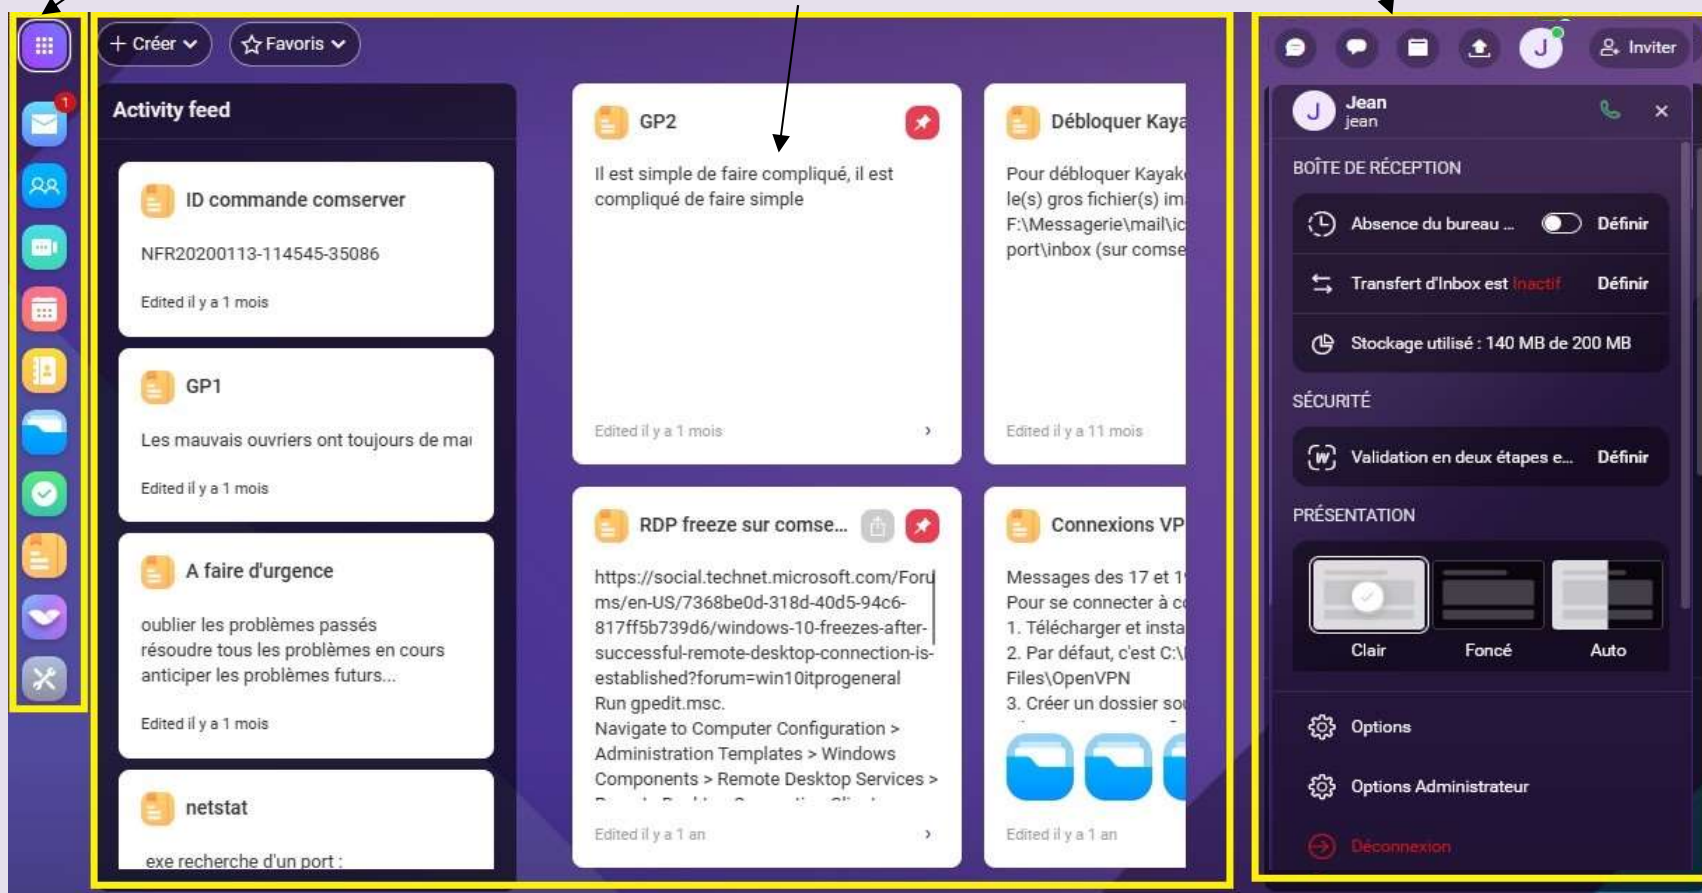 1
Créer
Favoris
Activity feed
ID commande comserver
NFR20200113-114545-35086
Edited il y a 1 mois
GP1
Les mauvais ouvriers ont toujours de
Edited il y a 1 mois
A faire d'urgence
oublier les problèmes passés
résoudre tous les problèmes en cours
anticiper les problèmes futurs...
Edited il y a 1 mois
netstat
exe recherche d'un port :
GP2
Il est simple de faire compliqué, il est
compliqué de faire simple
Edited il y a 1 mois
RDP freeze sur comse...
https://social.technet.microsoft.com/Foru
ms/en-US/7368be0d-318d-40d5-94c6-
817ff5b739d6/windows-10-freezes-after-
successful-remote-desktop-connection-is-
established?forum=win10itprogeneral
Run gpedit.msc.
Navigate to Computer Configuration >
Administration Templates > Windows
Components > Remote Desktop Services >
Edited il y a 1 an
Débloquer Kaya
Pour débloquer Kayak
le(s) gros fichier(s) im
F:\Messagerie\mail\ic
port\inbox (sur comse
Edited il y a 11 mois
Connexions VP
Messages des 17 et 1
Pour se connecter à c
1. Télécharger et insta
2. Par défaut, c'est C:\
Files\OpenVPN
3. Créer un dossier sou
Edited il y a 1 an
J
Inviter
J
Jean
jean
BOÎTE DE RÉCEPTION
Absence du bureau ... Définir
Transfert d'Inbox est Inactif Définir
Stockage utilisé : 140 MB de 200 MB
SÉCURITÉ
Validation en deux étapes e... Définir
PRÉSENTATION
Clair Foncé Auto
Options
Options Administrateur
Déconnexion